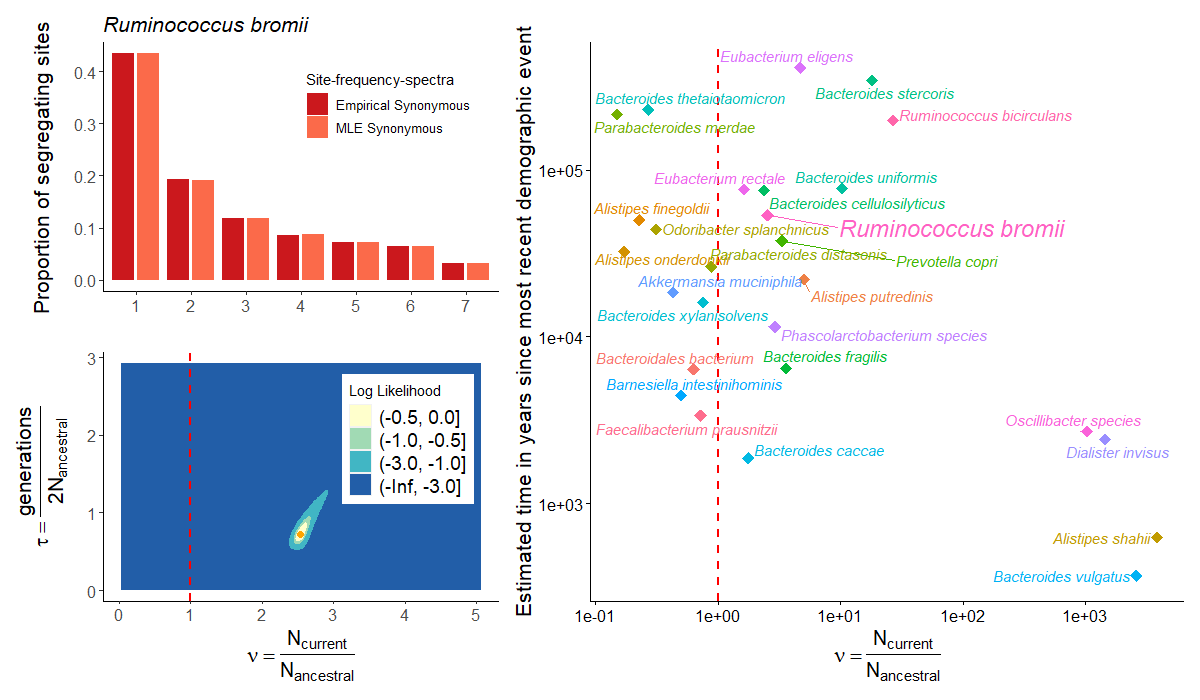 Ruminococcus bromii
Proportion of segregating sites
0.4
0.3
0.2
0.1
0.0
Site-frequency-spectra
Empirical Synonymous
MLE Synonymous
1 2 3 4 5 6 7
τ = generations
2Nancestral
3
2
1
0
Log Likelihood
(-0.5, 0.0]
(-1.0, -0.5]
(-3.0, -1.0]
(-Inf, -3.0]
0 1 2 3 4 5
ν = Ncurrent
Nancestral
Estimated time in years since most recent demographic event
1e+05
1e+04
1e+03
Eubacterium eligens
Bacteroides stercoris
Bacteroides thetaiotaomicron
Ruminococcus bicirculans
Parabacteroides merdae
Eubacterium rectale
Bacteroides uniformis
Bacteroides cellulosilyticus
Alistipes finegoldii
Odoribacter splanchnicus
Ruminococcus bromii
Alistipes onderdonkii
Parabacteroides distasonis
Prevotella copri
Akkermansia muciniphila
Alistipes putredinis
Bacteroides xylanisolvens
Phascolarctobacterium species
Bacteroidales bacterium
Bacteroides fragilis
Barnesiella intestinihominis
Faecalibacterium prausnitzii
Oscillibacter species
Bacteroides caccae
Dialister invisus
Alistipes shahii
Bacteroides vulgatus
1e-01 1e+00 1e+01 1e+02 1e+03
ν = Ncurrent
Nancestral